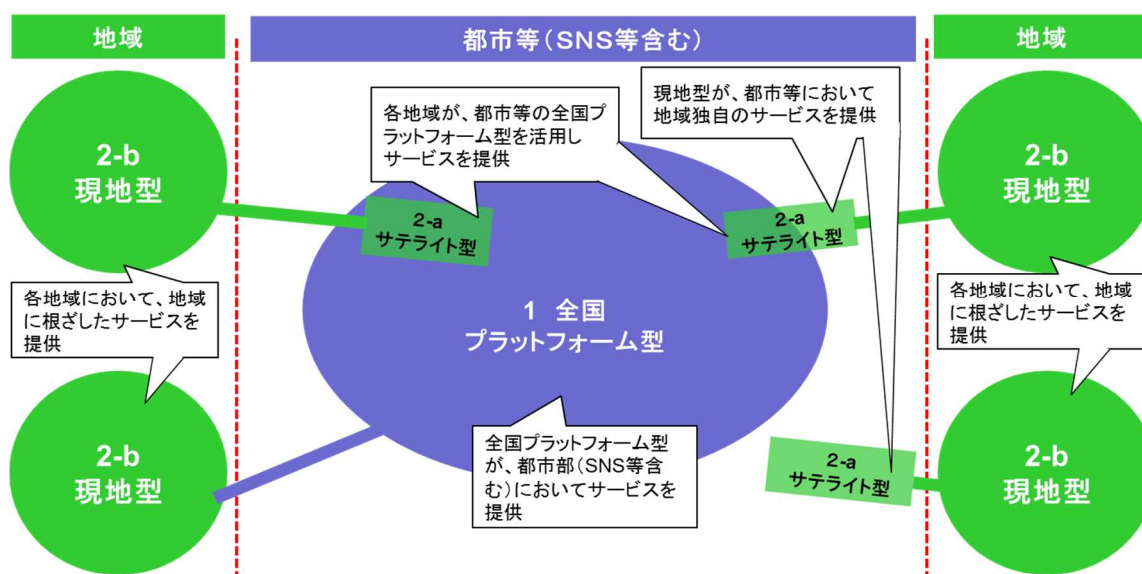 地域
都市等(SNS等含む)
地域
2-b
現地型
各地域が、都市等の全国プ
ラットフォーム型を活用し
サービスを提供
現地型が、都市等において
地域独自のサービスを提供
2-b
現地型
2-a
サテライト型
2-a
サテライト型
各地域において、地域
に根ざしたサービスを
提供
1 全国
プラットフォーム型
各地域において、地域
に根ざしたサービスを
提供
2-b
現地型
全国プラットフォーム型
が、都市部(SNS等含
む)においてサービスを
提供
2-a
サテライト型
2-b
現地型